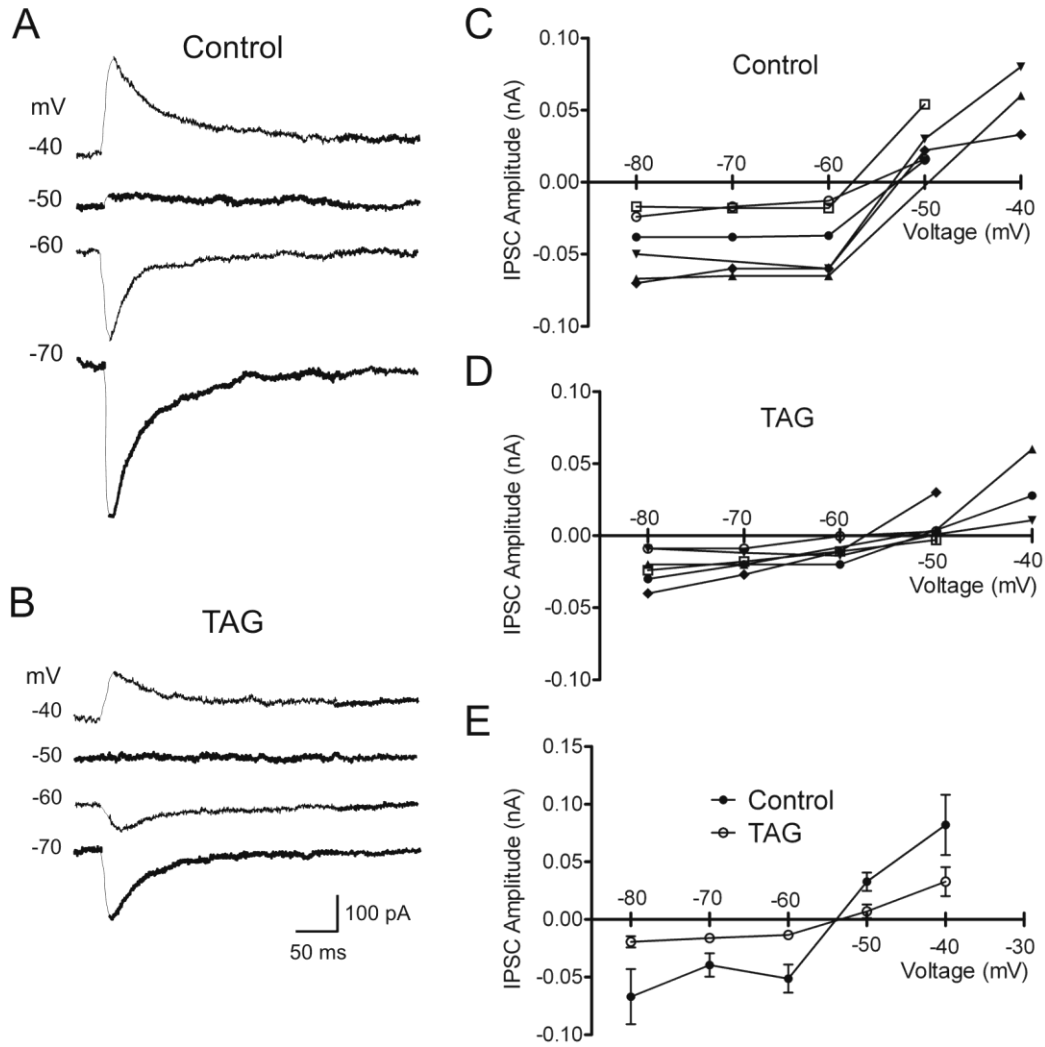 A
Control
mV
-40
-50
-60
-70
B
TAG
mV
-40
-50
-60
-70
100 pA
50 ms
C
Control
IPSC Amplitude (nA)
0.10
0.05
0.00
-0.05
-0.10
-80
-70
-60
-50
-40
Voltage (mV)
D
TAG
IPSC Amplitude (nA)
0.10
0.05
0.00
-0.05
-0.10
-80
-70
-60
-50
-40
Voltage (mV)
E
Control
TAG
IPSC Amplitude (nA)
0.15
0.10
0.05
0.00
-0.05
-0.10
-80
-70
-60
-50
-40
-30
Voltage (mV)